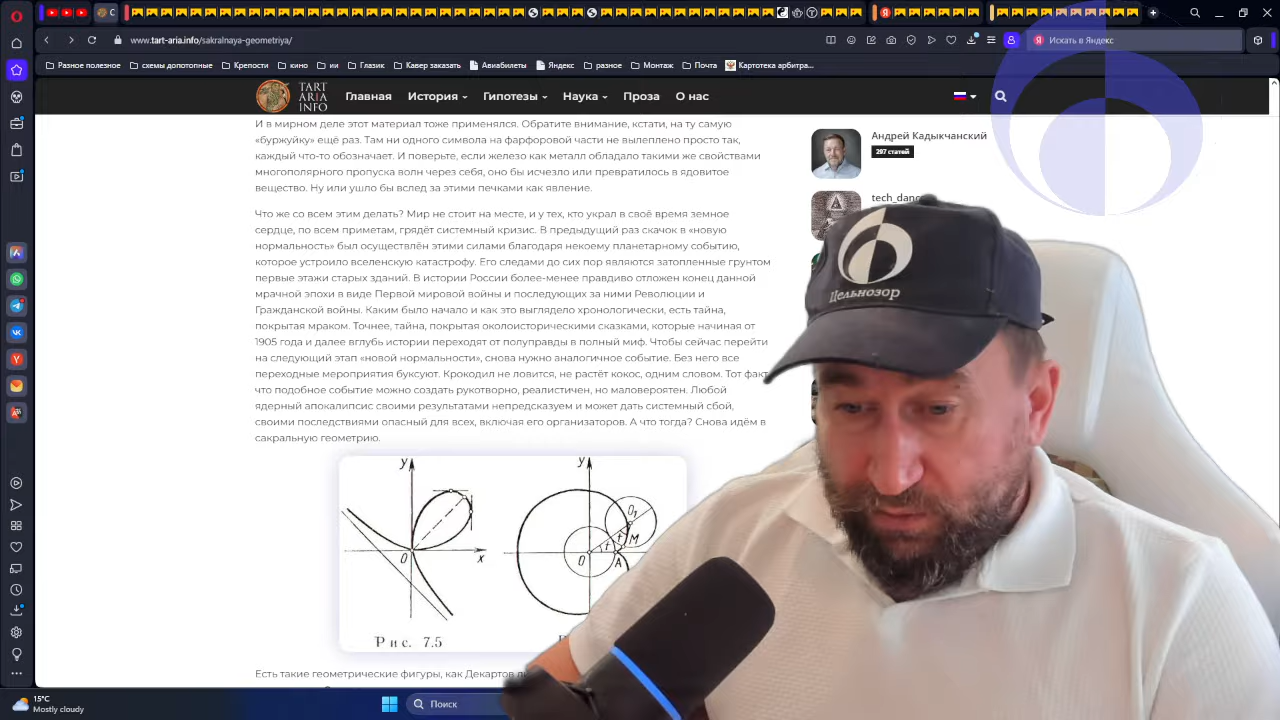 www.tart-aria.info/sakralnaya-geometriya/
Искать в Яндекс
Разное полезное
схемы допотопные
Крепости
кино
ии
Глазик
Кавер заказать
Авиабилеты
Яндекс
разное
Монтаж
Почта
Картотека арбитра...
TART
ARIA
INFO
Главная
История
Гипотезы
Наука
Проза
О нас
И в мирном деле этот материал тоже применялся. Обратите внимание, кстати, на ту самую
«буржуйку» ещё раз. Там ни одного символа на фарфоровой части не вылеплено просто так,
каждый что-то обозначает. И поверьте, если железо как металл обладало такими же свойствами
многополярного пропуска волн через себя, оно бы исчезло или превратилось в ядовитое
вещество. Ну или ушло бы вслед за этими печками как явление.
Что же со всем этим делать? Мир не стоит на месте, и у тех, кто украл в своё время земное
сердце, по всем приметам, грядёт системный кризис. В предыдущий раз скачок в «новую
нормальность» был осуществлён этими силами благодаря некоему планетарному событию,
которое устроило вселенскую катастрофу. Его следами до сих пор являются затопленные грунтом
первые этажи старых зданий. В истории России более-менее правдиво отложен конец данной
мрачной эпохи в виде Первой мировой войны и последующих за ними Революции и
Гражданской войны. Каким было начало и как это выглядело хронологически, есть тайна,
покрытая мраком. Точнее, тайна, покрытая околоисторическими сказками, которые начиная от
1905 года и далее вглубь истории переходят от полуправды в полный миф. Чтобы сейчас перейти
на следующий этап «новой нормальности», снова нужно аналогичное событие. Без него все
переходные мероприятия буксуют. Крокодил не ловится, не растёт кокос, одним словом. Тот факт,
что подобное событие можно создать рукотворно, реалистичен, но маловероятен. Любой
ядерный апокалипсис своими результатами непредсказуем и может дать системный сбой,
своими последствиями опасный для всех, включая его организаторов. А что тогда? Снова идём в
сакральную геометрию.
y
O
x
Рис. 7.5
y
O₁
t
t
M
O
A
Есть такие геометрические фигуры, как Декартов
Андрей Кадыкчанский
297 статей
Цельнозор
15°C
Mostly cloudy
Поиск